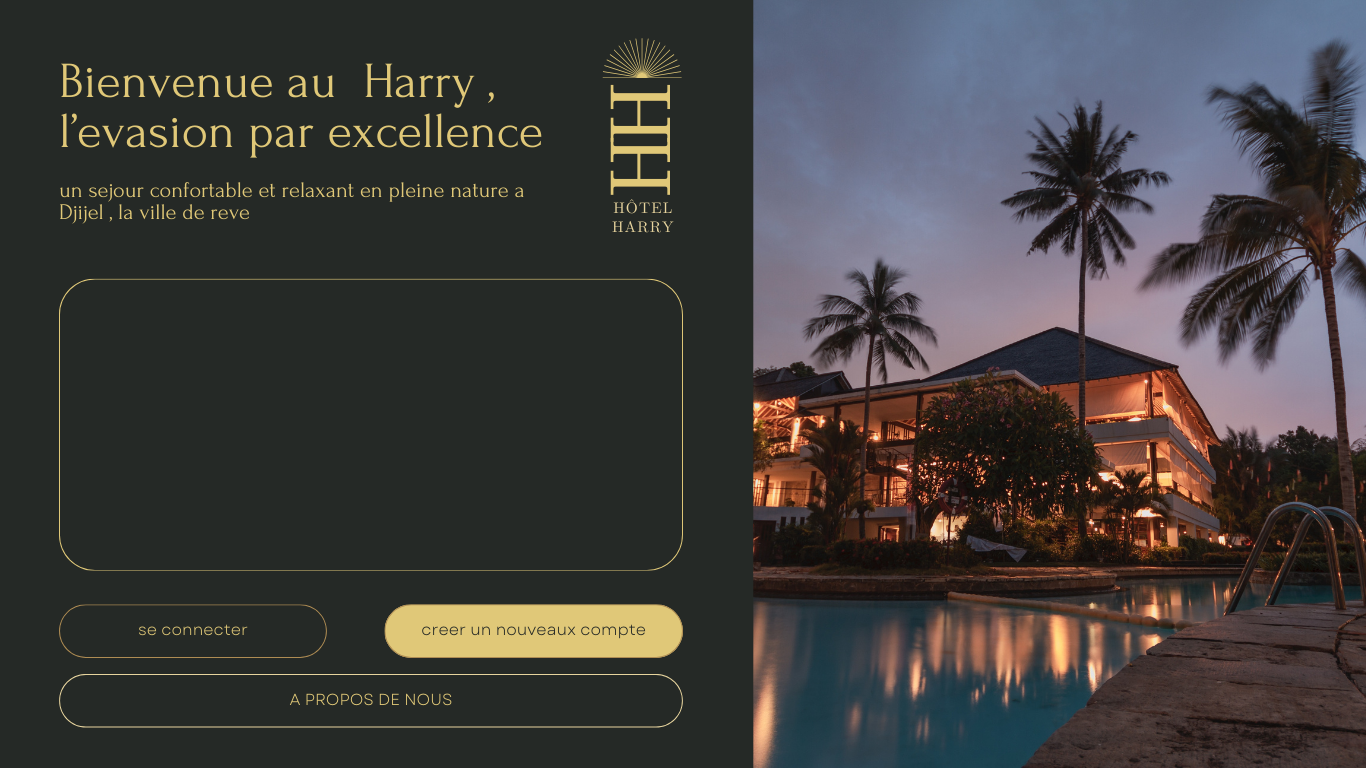 Bienvenue au  Harry ,
l’evasion par excellence
un sejour confortable et relaxant en pleine nature a
Djijel , la ville de reve
HH
HÔTEL
HARRY
se connecter
creer un nouveaux compte
A PROPOS DE NOUS